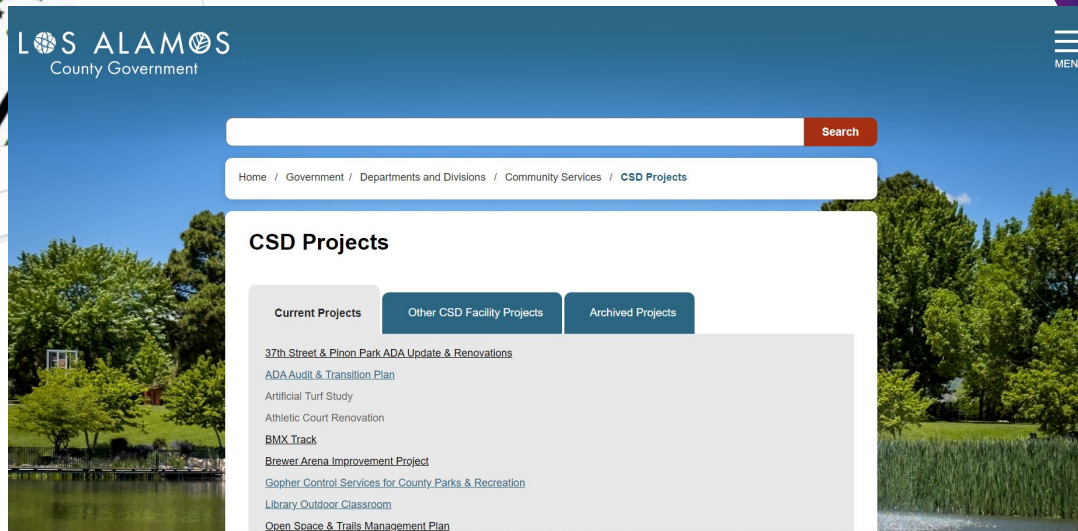 LOS ALAMOS
County Government
MEN
Search
Home / Government / Departments and Divisions / Community Services / CSD Projects
CSD Projects
Current Projects
Other CSD Facility Projects
Archived Projects
37th Street & Pinon Park ADA Update & Renovations
ADA Audit & Transition Plan
Artificial Turf Study
Athletic Court Renovation
BMX Track
Brewer Arena Improvement Project
Gopher Control Services for County Parks & Recreation
Library Outdoor Classroom
Open Space & Trails Management Plan